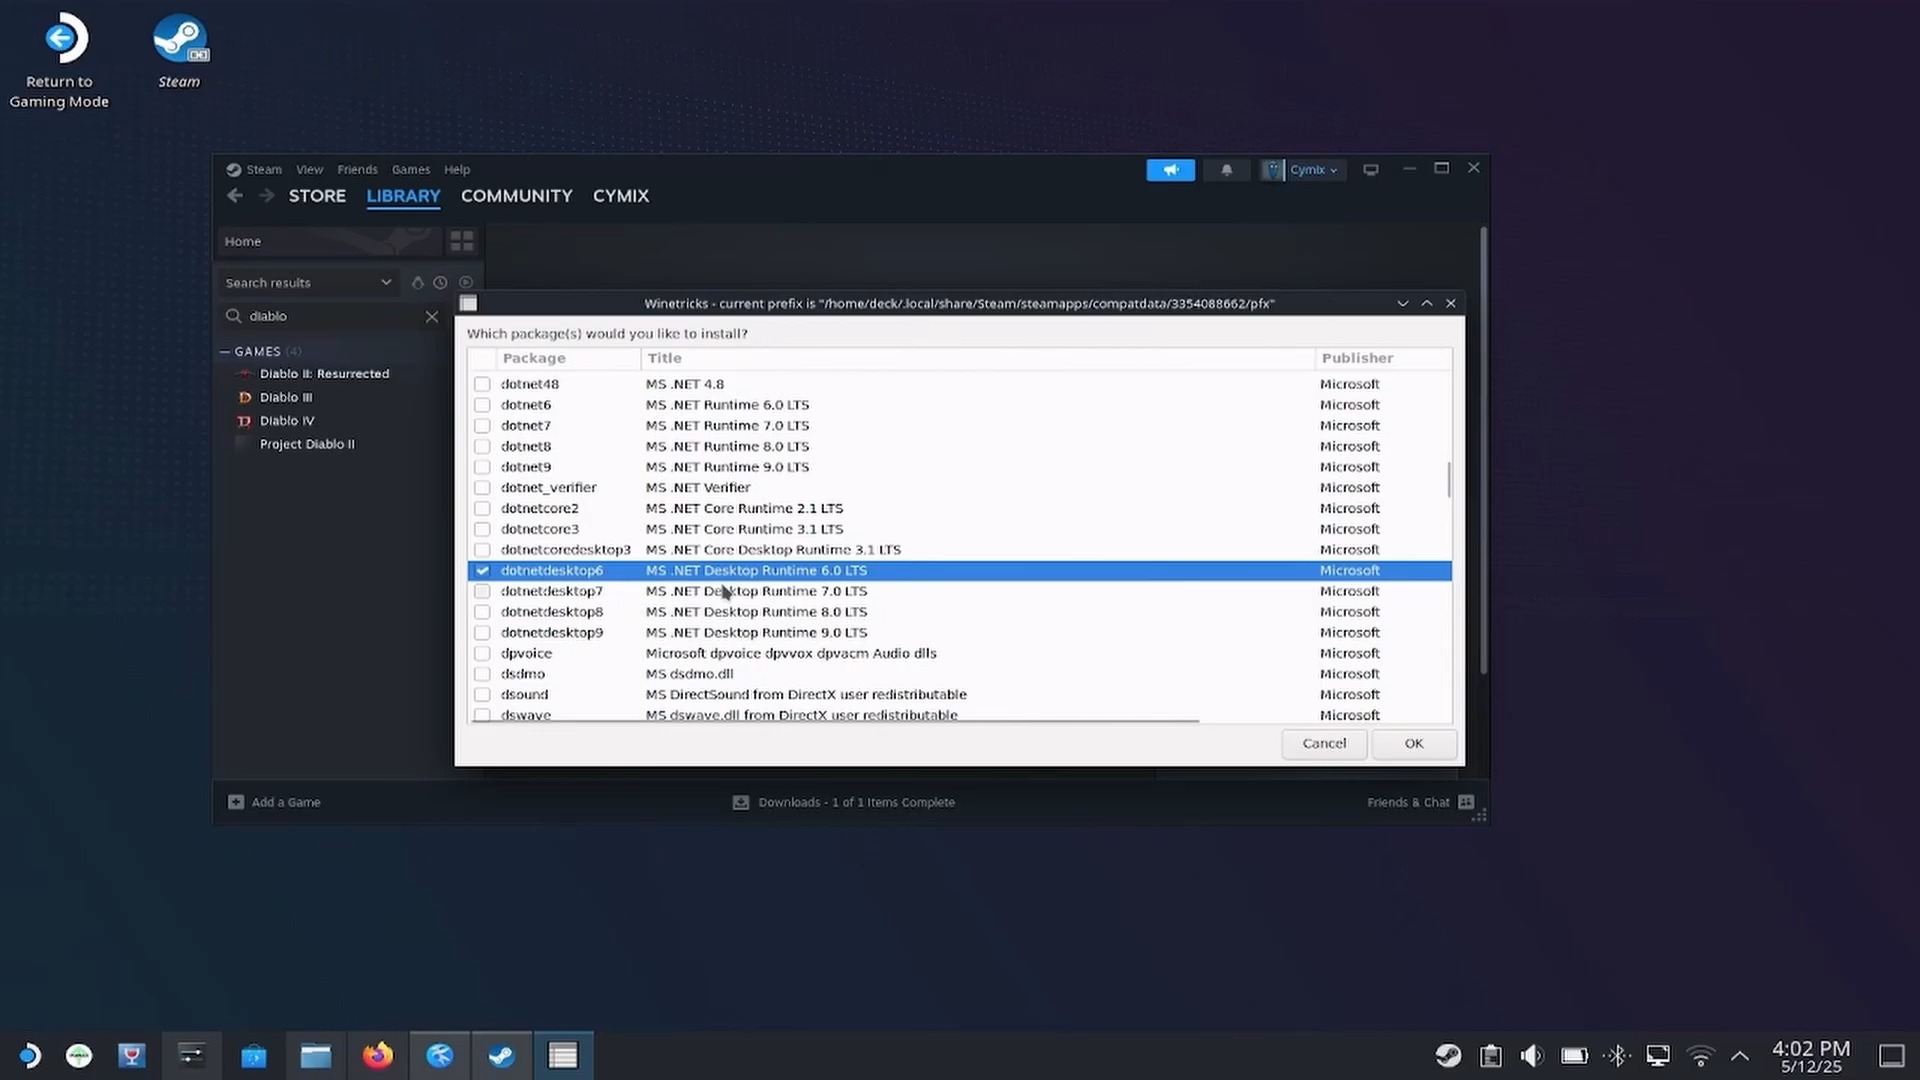 Return to
Gaming Mode
Steam
Steam View Friends Games Help
Cymix
STORE LIBRARY COMMUNITY CYMIX
Home
Search results
diablo
GAMES (4)
Diablo II: Resurrected
Diablo III
Diablo IV
Project Diablo II
Winetricks - current prefix is "/home/deck/.local/share/Steam/steamapps/compatdata/3354088662/pfx"
Which package(s) would you like to install?
Package Title Publisher
dotnet48 MS .NET 4.8 Microsoft
dotnet6 MS .NET Runtime 6.0 LTS Microsoft
dotnet7 MS .NET Runtime 7.0 LTS Microsoft
dotnet8 MS .NET Runtime 8.0 LTS Microsoft
dotnet9 MS .NET Runtime 9.0 LTS Microsoft
dotnet_verifier MS .NET Verifier Microsoft
dotnetcore2 MS .NET Core Runtime 2.1 LTS Microsoft
dotnetcore3 MS .NET Core Runtime 3.1 LTS Microsoft
dotnetcoredesktop3 MS .NET Core Desktop Runtime 3.1 LTS Microsoft
dotnetdesktop6 MS .NET Desktop Runtime 6.0 LTS Microsoft
dotnetdesktop7 MS .NET Desktop Runtime 7.0 LTS Microsoft
dotnetdesktop8 MS .NET Desktop Runtime 8.0 LTS Microsoft
dotnetdesktop9 MS .NET Desktop Runtime 9.0 LTS Microsoft
dpvoice Microsoft dpvoice dpvvox dpvacm Audio dlls Microsoft
dsdmo MS dsdmo.dll Microsoft
dsound MS DirectSound from DirectX user redistributable Microsoft
dswave MS dswave.dll from DirectX user redistributable Microsoft
Cancel OK
Add a Game
Downloads - 1 of 1 Items Complete
Friends & Chat
4:02 PM
5/12/25